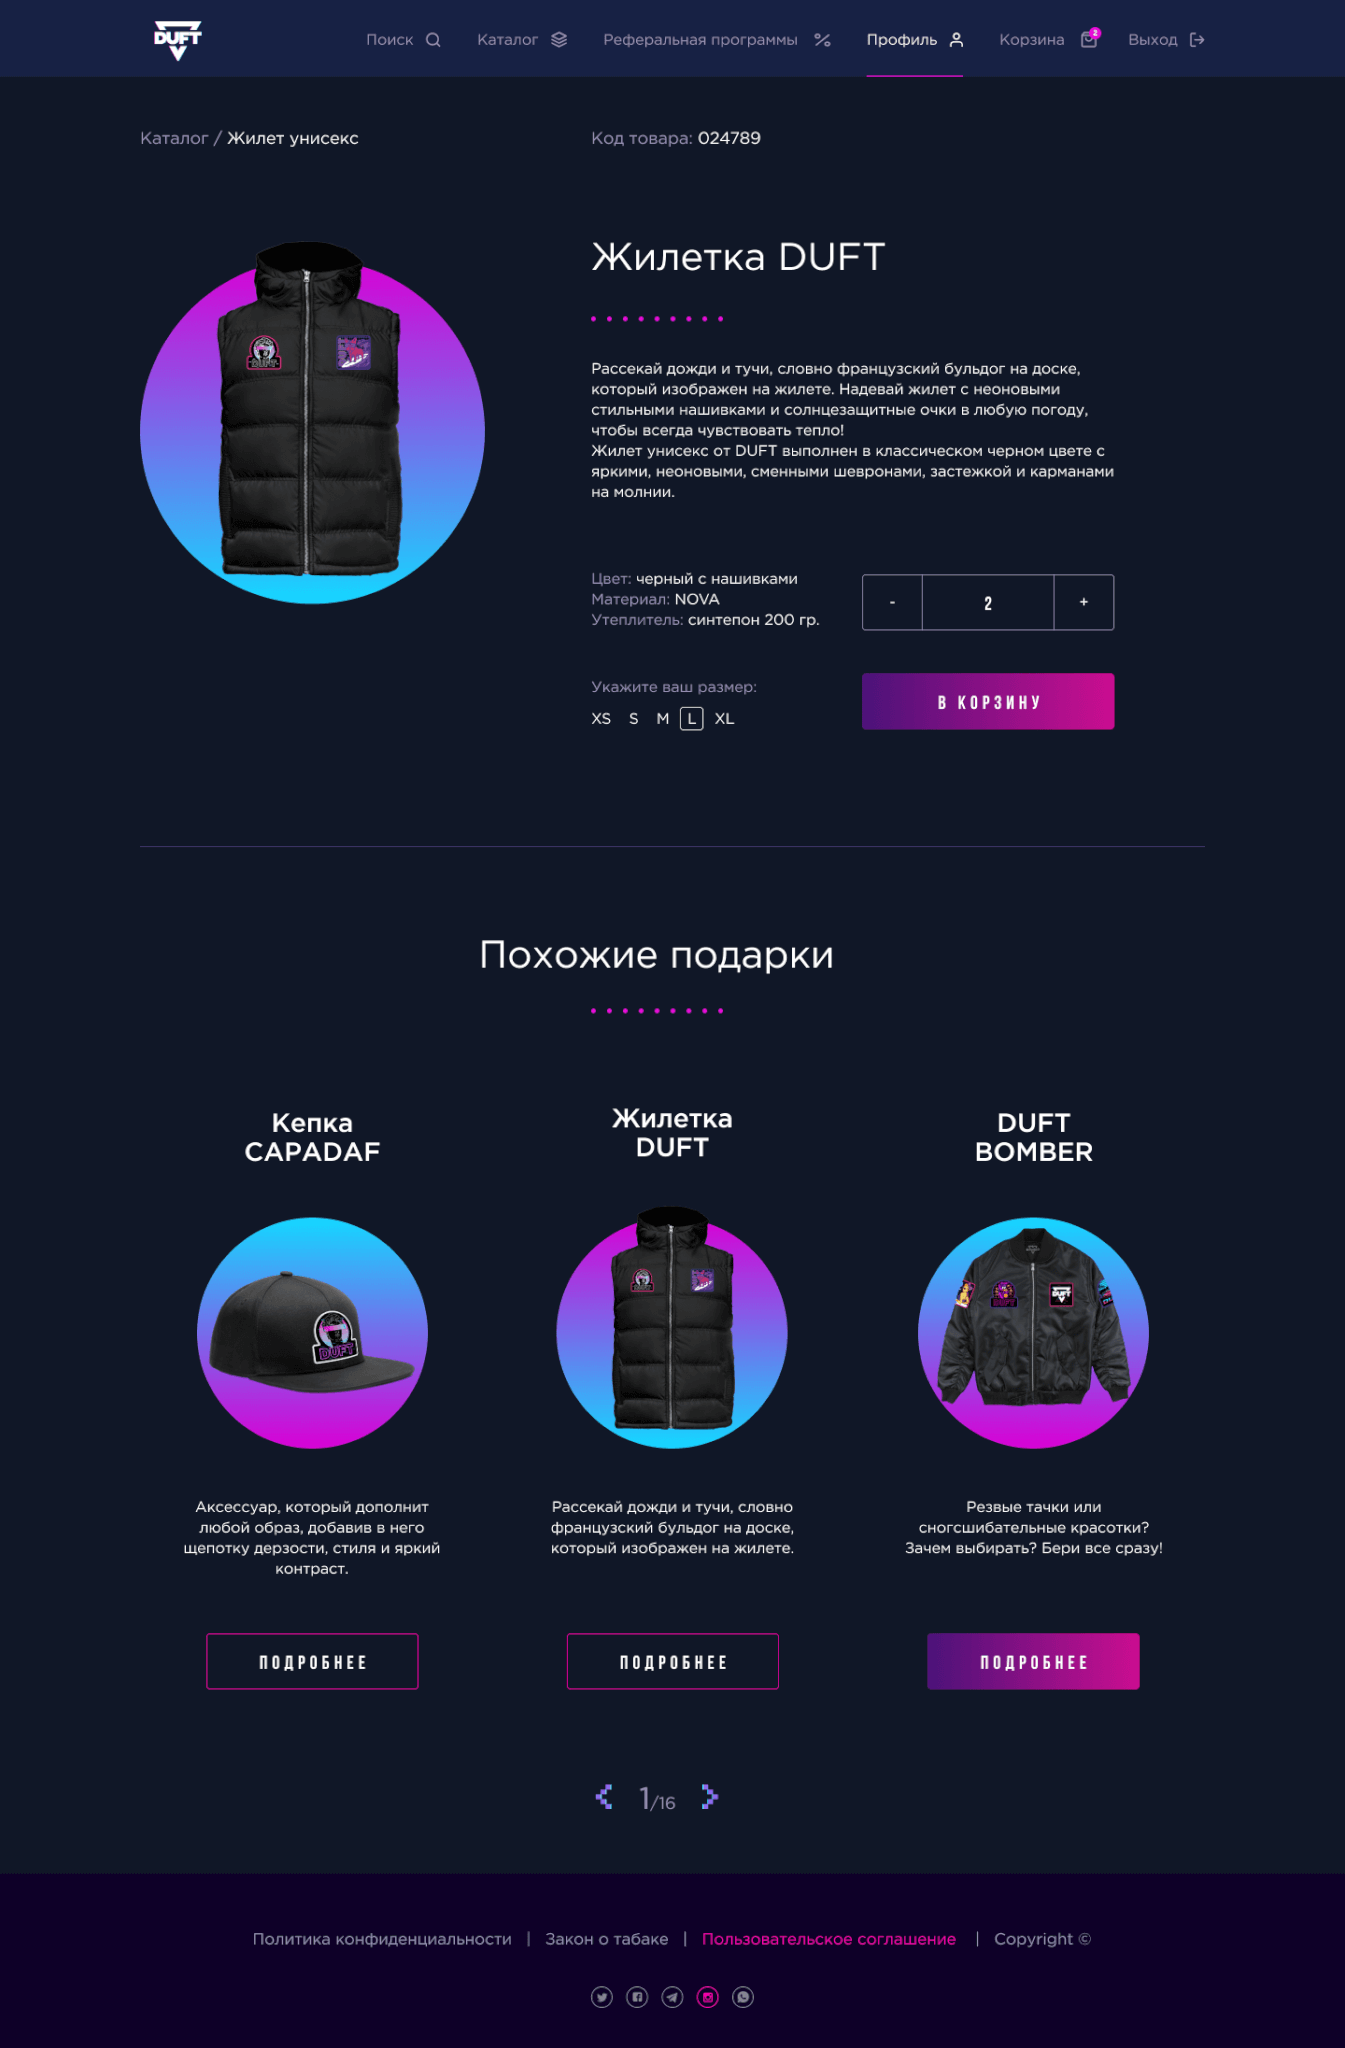 DUFT
Поиск
Каталог
Реферальная программы
Профиль
Корзина
2
Выход
Каталог / Жилет унисекс
Код товара: 024789
Жилетка DUFT
DUFT
Рассекай дожди и тучи, словно французский бульдог на доске,
который изображен на жилете. Надевай жилет с неоновыми
стильными нашивками и солнцезащитные очки в любую погоду,
чтобы всегда чувствовать тепло!
Жилет унисекс от DUFT выполнен в классическом черном цвете с
яркими, неоновыми, сменными шевронами, застежкой и карманами
на молнии.
Цвет: черный с нашивками
Материал: NOVA
Утеплитель: синтепон 200 гр.
- 2 +
Укажите ваш размер:
XS S M L XL
В КОРЗИНУ
Похожие подарки
Кепка
CAPADAF
Жилетка
DUFT
DUFT
BOMBER
DUFT
DUFT
DUFT
Аксессуар, который дополнит
любой образ, добавив в него
щепотку дерзости, стиля и яркий
контраст.
Рассекай дожди и тучи, словно
французский бульдог на доске,
который изображен на жилете.
Резвые тачки или
сногсшибательные красотки?
Зачем выбирать? Бери все сразу!
ПОДРОБНЕЕ
ПОДРОБНЕЕ
ПОДРОБНЕЕ
1/16
Политика конфиденциальности | Закон о табаке | Пользовательское соглашение | Copyright ©